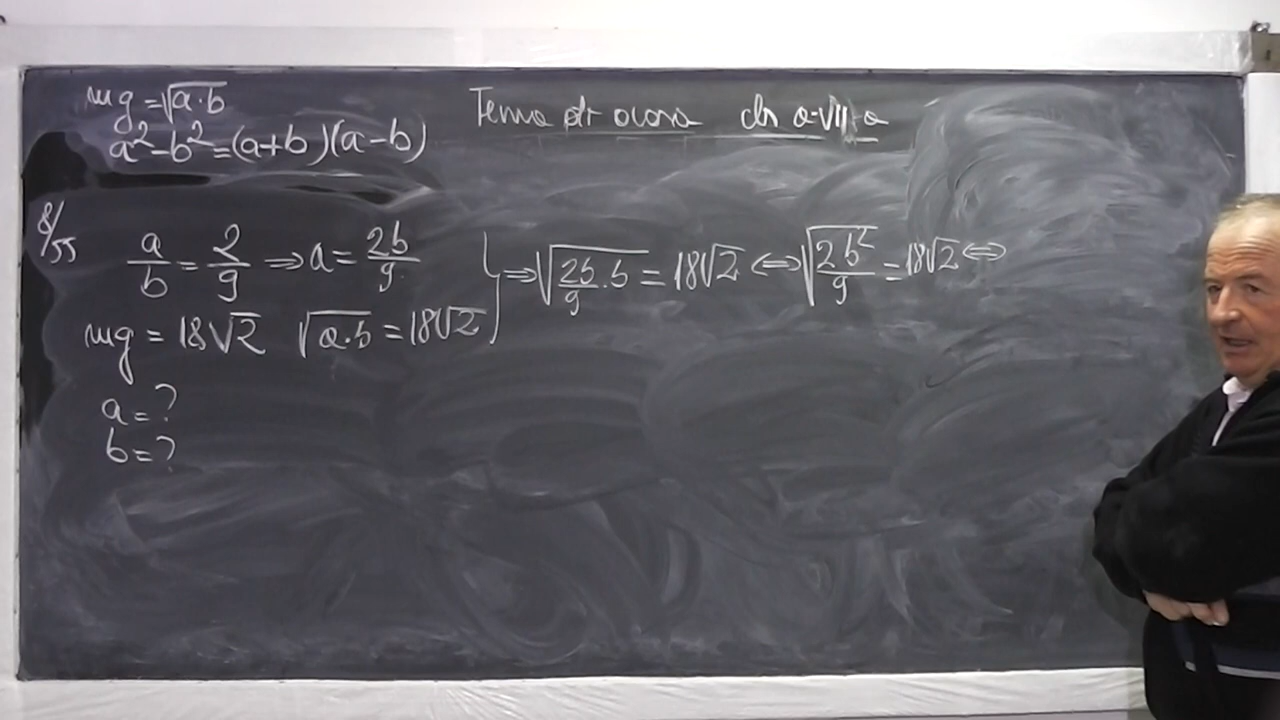 mg = √a·b
a² - b² = (a+b)(a-b)
Tema de acasa cls a-VII-a
8/55
a/b = 2/9 ⇒ a = 2b/9
mg = 18√2 √a·b = 18√2
} ⇒ √(2b/9 · b) = 18√2 ⇔ √(2b²/9) = 18√2 ⇔
a = ?
b = ?